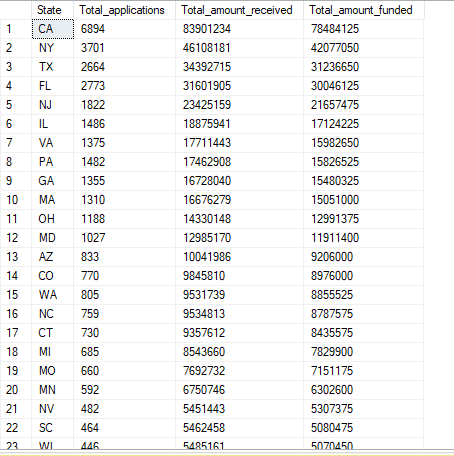 State Total_applications Total_amount_received Total_amount_funded
1 CA 6894 83901234 78484125
2 NY 3701 46108181 42077050
3 TX 2664 34392715 31236650
4 FL 2773 31601905 30046125
5 NJ 1822 23425159 21657475
6 IL 1486 18875941 17124225
7 VA 1375 17711443 15982650
8 PA 1482 17462908 15826525
9 GA 1355 16728040 15480325
10 MA 1310 16676279 15051000
11 OH 1188 14330148 12991375
12 MD 1027 12985170 11911400
13 AZ 833 10041986 9206000
14 CO 770 9845810 8976000
15 WA 805 9531739 8855525
16 NC 759 9534813 8787575
17 CT 730 9357612 8435575
18 MI 685 8543660 7829900
19 MO 660 7692732 7151175
20 MN 592 6750746 6302600
21 NV 482 5451443 5307375
22 SC 464 5462458 5080475
23 WI 446 5485161 5070450